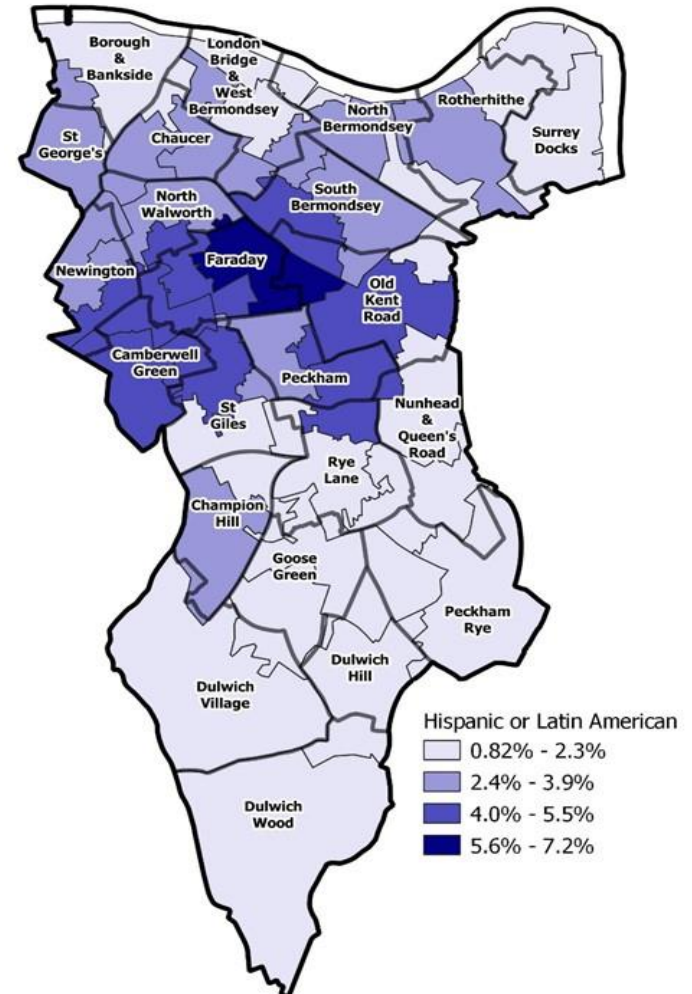 Borough
&
Bankside
London
Bridge
&
West
Bermondsey
North
Bermondsey
Rotherhithe
Surrey
Docks
St
George's
Chaucer
North
Walworth
South
Bermondsey
Newington
Faraday
Old
Kent
Road
Camberwell
Green
Peckham
St
Giles
Nunhead
&
Queen's
Road
Rye
Lane
Champion
Hill
Goose
Green
Peckham
Rye
Dulwich
Hill
Dulwich
Village
Dulwich
Wood
Hispanic or Latin American
0.82% - 2.3%
2.4% - 3.9%
4.0% - 5.5%
5.6% - 7.2%